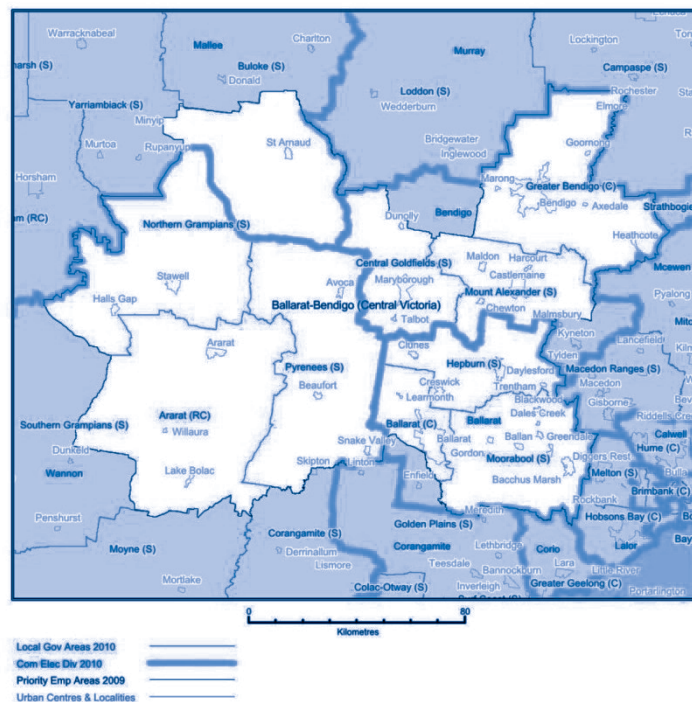 Warracknabeal
Mallee
Charlton
Murray
Lockington
Buloke (S)
Donald
Campaspe (S)
Loddon (S)
Rochester
Yarriambiack (S)
Wedderburn
Elmore
Minyip
Murtoa
Rupanyup
St Arnaud
Bridgewater
Inglewood
Goornong
Horsham
Marong
Greater Bendigo (C)
Bendigo
Bendigo
Axedale
Strathbogie
(RC)
Northern Grampians (S)
Dunolly
Heathcote
Central Goldfields (S)
Maldon
Harcourt
Mcewen
Stawell
Avoca
Maryborough
Castlemaine
Pyalong
Halls Gap
Ballarat-Bendigo (Central Victoria)
Mount Alexander (S)
Chewton
Talbot
Malmsbury
Kyneton
Lancefield
Ararat
Clunes
Tylden
Hepburn (S)
Pyrenees (S)
Daylesford
Macedon Ranges (S)
Beaufort
Creswick
Trentham
Macedon
Learmonth
Blackwood
Gisborne
Ararat (RC)
Ballarat (C)
Ballarat
Dales Creek
Riddells Creek
Southern Grampians (S)
Willaura
Snake Valley
Ballarat
Ballan
Greendale
Calwell
Dunkeld
Gordon
Moorabool (S)
Diggers Rest
Hume (C)
Wannon
Lake Bolac
Skipton
Linton
Enfield
Bacchus Marsh
Melton (S)
Rockbank
Brimbank (C)
Penshurst
Meredith
Hobsons Bay (C)
Golden Plains (S)
Moyne (S)
Corangamite (S)
Corangamite
Lethbridge
Corio
Lalor
Derrinallum
Lismore
Teesdale
Bannockburn
Lara
Little River
Mortlake
Colac-Otway (S)
Inverleigh
Greater Geelong (C)
Portarlington
0
80
Kilometres
Local Gov Areas 2010
Com Elec Div 2010
Priority Emp Areas 2009
Urban Centres & Localities